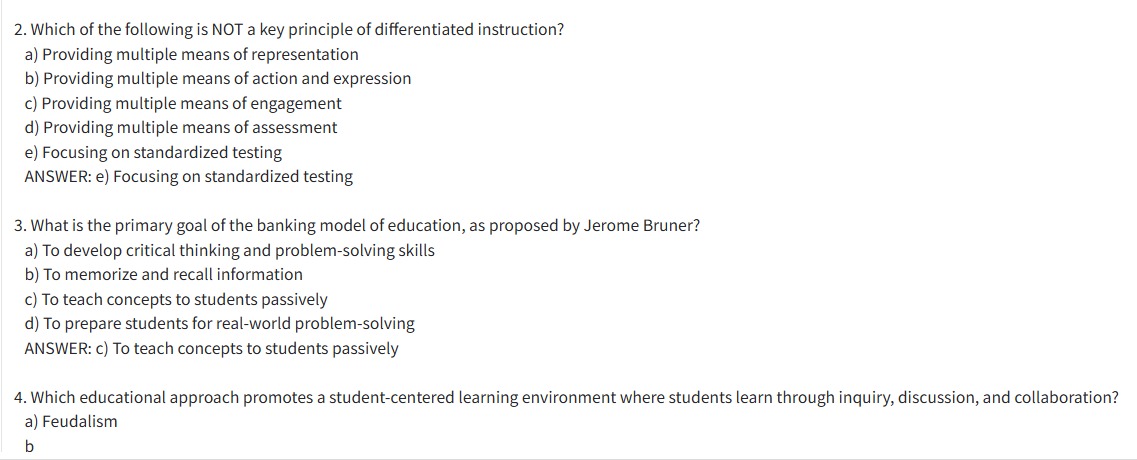 2. Which of the following is NOT a key principle of differentiated instruction?
a) Providing multiple means of representation
b) Providing multiple means of action and expression
c) Providing multiple means of engagement
d) Providing multiple means of assessment
e) Focusing on standardized testing
ANSWER: e) Focusing on standardized testing
3. What is the primary goal of the banking model of education, as proposed by Jerome Bruner?
a) To develop critical thinking and problem-solving skills
b) To memorize and recall information
c) To teach concepts to students passively
d) To prepare students for real-world problem-solving
ANSWER: c) To teach concepts to students passively
4. Which educational approach promotes a student-centered learning environment where students learn through inquiry, discussion, and collaboration?
a) Feudalism
b